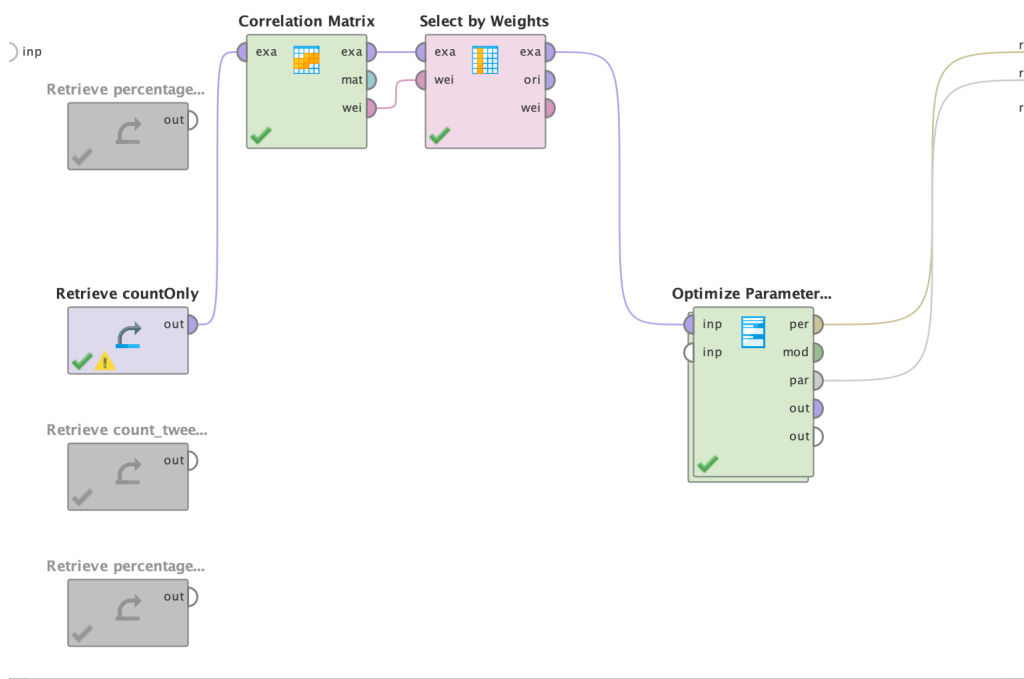 Correlation Matrix
Select by Weights
inp
exa
exa
mat
wei
exa
wei
exa
ori
wei
r
r
r
Retrieve percentage...
out
Retrieve countOnly
out
Optimize Parameter...
inp
inp
per
mod
par
out
out
Retrieve count_twee...
out
Retrieve percentage...
out